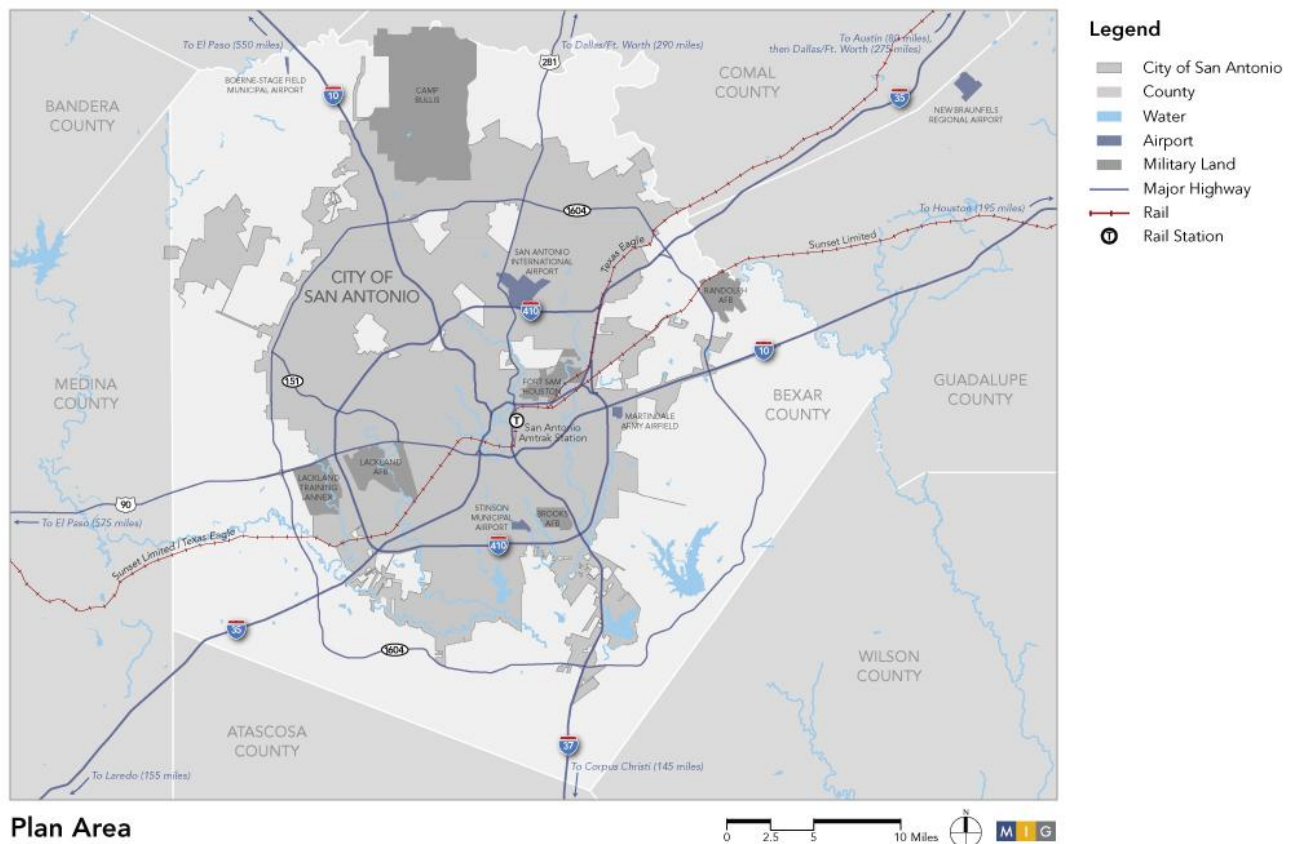 To El Paso (550 miles)
To Dallas/Ft. Worth (290 miles)
To Austin (80 miles),
then Dallas/Ft. Worth (275 miles)
281
BOERNE-STAGE FIELD
MUNICIPAL AIRPORT
10
CAMP
BULLIS
COMAL
COUNTY
35
NEW BRAUNFELS
REGIONAL AIRPORT
BANDERA
COUNTY
To Houston (195 miles)
1604
Sunset Limited
Texas Eagle
SAN ANTONIO
INTERNATIONAL
AIRPORT
CITY OF
SAN ANTONIO
410
RANDOLPH
AFB
10
151
MEDINA
COUNTY
FORT SAM
HOUSTON
BEXAR
COUNTY
GUADALUPE
COUNTY
MARTINDALE
ARMY AIRFIELD
T
San Antonio
Amtrak Station
LACKLAND
AFB
LACKLAND
TRAINING
ANNEX
90
To El Paso (575 miles)
STINSON
MUNICIPAL
AIRPORT
BROOKS
AFB
410
Sunset Limited / Texas Eagle
35
1604
WILSON
COUNTY
ATASCOSA
COUNTY
37
To Laredo (155 miles)
To Corpus Christi (145 miles)
Legend
City of San Antonio
County
Water
Airport
Military Land
Major Highway
Rail
T Rail Station
Plan Area
0 2.5 5 10 Miles
N
M I G